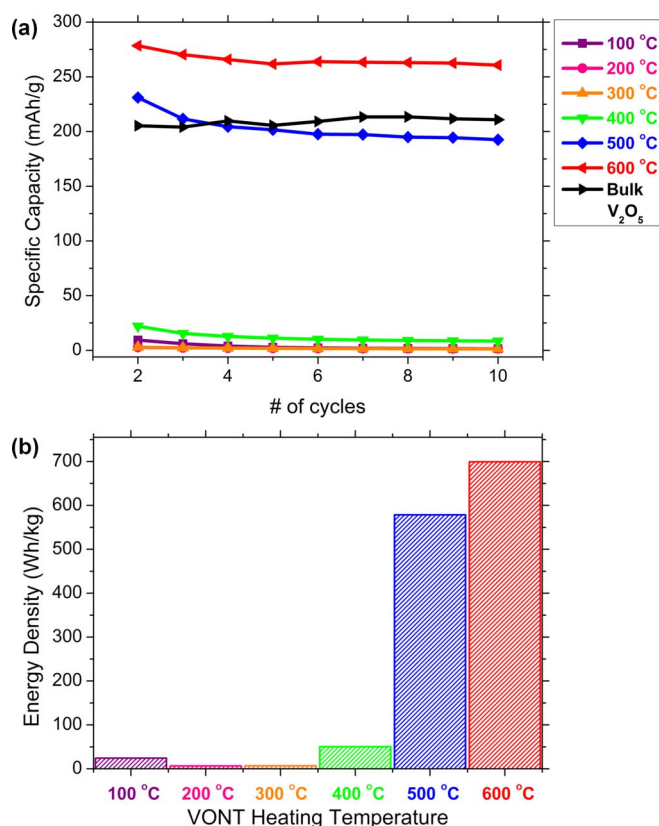 (a)
300
250
200
150
100
50
0
Specific Capacity (mAh/g)
2 4 6 8 10
# of cycles
100 °C
200 °C
300 °C
400 °C
500 °C
600 °C
Bulk
V₂O₅
(b)
700
600
500
400
300
200
100
0
Energy Density (Wh/kg)
100 °C 200 °C 300 °C 400 °C 500 °C 600 °C
VONT Heating Temperature